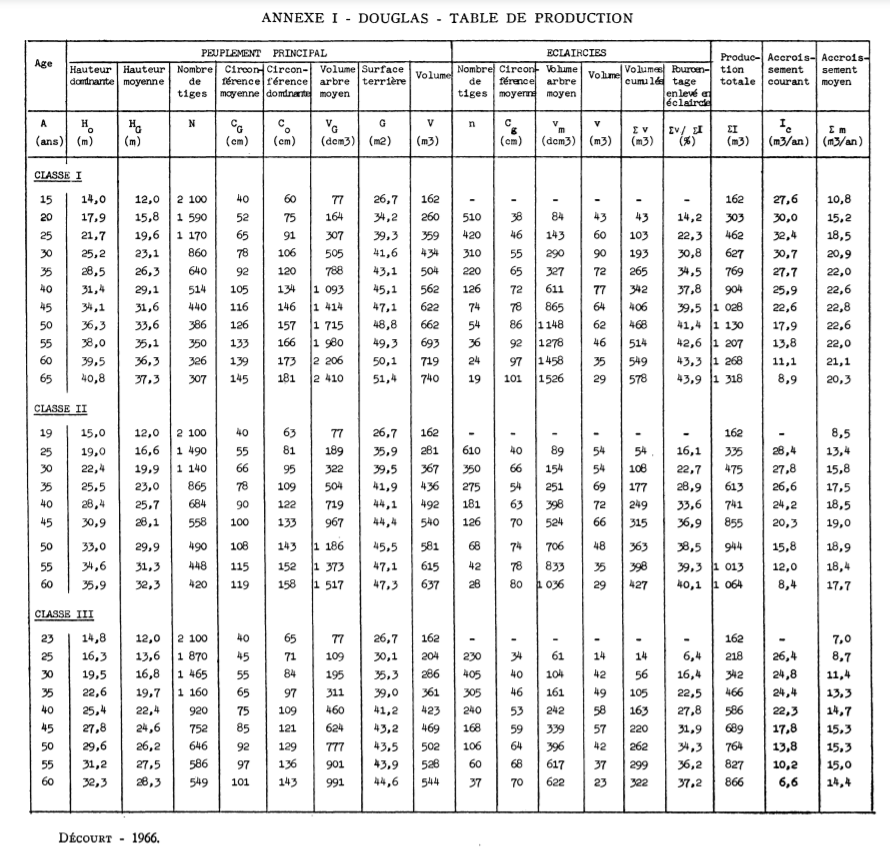 ANNEXE I - DOUGLAS - TABLE DE PRODUCTION
Age PEUPLEMENT PRINCIPAL ECLAIRCIES Produc- Accrois- Accrois-
Hauteur Hauteur Nombre Circon- Circon- Volume Surface Volume Nombre Circon- Volume Volume Volumes Pourcen- tion sement sement
dominante moyenne de férence férence arbre terrière de férence arbre cumulés tage totale courant moyen
tiges moyenne dominante moyen tiges moyenne moyen enlevé en
éclaircie
A Ho HG N CG Co VG G V n Cg vm v Σ v Σv/ ΣI ΣI Ic Σ m
(ans) (m) (m) (cm) (cm) (dcm3) (m2) (m3) (cm) (dcm3) (m3) (m3) (%) (m3) (m3/an) (m3/an)
CLASSE I
15 14,0 12,0 2 100 40 60 77 26,7 162 - - - - - - 162 27,6 10,8
20 17,9 15,8 1 590 52 75 164 34,2 260 510 38 84 43 43 14,2 303 30,0 15,2
25 21,7 19,6 1 170 65 91 307 39,3 359 420 46 143 60 103 22,3 462 32,4 18,5
30 25,2 23,1 860 78 106 505 41,6 434 310 55 290 90 193 30,8 627 30,7 20,9
35 28,5 26,3 640 92 120 788 43,1 504 220 65 327 72 265 34,5 769 27,7 22,0
40 31,4 29,1 514 105 134 1 093 45,1 562 126 72 611 77 342 37,8 904 25,9 22,6
45 34,1 31,6 440 116 146 1 414 47,1 622 74 78 865 64 406 39,5 1 028 22,6 22,8
50 36,3 33,6 386 126 157 1 715 48,8 662 54 86 1148 62 468 41,4 1 130 17,9 22,6
55 38,0 35,1 350 133 166 1 980 49,3 693 36 92 1278 46 514 42,6 1 207 13,8 22,0
60 39,5 36,3 326 139 173 2 206 50,1 719 24 97 1458 35 549 43,3 1 268 11,1 21,1
65 40,8 37,3 307 145 181 2 410 51,4 740 19 101 1526 29 578 43,9 1 318 8,9 20,3
CLASSE II
19 15,0 12,0 2 100 40 63 77 26,7 162 - - - - - - 162 - 8,5
25 19,0 16,6 1 490 55 81 189 35,9 281 610 40 89 54 54 16,1 335 28,4 13,4
30 22,4 19,9 1 140 66 95 322 39,5 367 350 66 154 54 108 22,7 475 27,8 15,8
35 25,5 23,0 865 78 109 504 41,9 436 275 54 251 69 177 28,9 613 26,6 17,5
40 28,4 25,7 684 90 122 719 44,1 492 181 63 398 72 249 33,6 741 24,2 18,5
45 30,9 28,1 558 100 133 967 44,4 540 126 70 524 66 315 36,9 855 20,3 19,0
50 33,0 29,9 490 108 143 1 186 45,5 581 68 74 706 48 363 38,5 944 15,8 18,9
55 34,6 31,3 448 115 152 1 373 47,1 615 42 78 833 35 398 39,3 1 013 12,0 18,4
60 35,9 32,3 420 119 158 1 517 47,3 637 28 80 1 036 29 427 40,1 1 064 8,4 17,7
CLASSE III
23 14,8 12,0 2 100 40 65 77 26,7 162 - - - - - - 162 - 7,0
25 16,3 13,6 1 870 45 71 109 30,1 204 230 34 61 14 14 6,4 218 26,4 8,7
30 19,5 16,8 1 465 55 84 195 35,3 286 405 40 104 42 56 16,4 342 24,8 11,4
35 22,6 19,7 1 160 65 97 311 39,0 361 305 46 161 49 105 22,5 466 24,4 13,3
40 25,4 22,4 920 75 109 460 41,2 423 240 53 242 58 163 27,8 586 22,3 14,7
45 27,8 24,6 752 85 121 624 43,2 469 168 59 339 57 220 31,9 689 17,8 15,3
50 29,6 26,2 646 92 129 777 43,5 502 106 64 396 42 262 34,3 764 13,8 15,3
55 31,2 27,5 586 97 136 901 43,9 528 60 68 617 37 299 36,2 827 10,2 15,0
60 32,3 28,3 549 101 143 991 44,6 544 37 70 622 23 322 37,2 866 6,6 14,4
DÉCOURT - 1966.